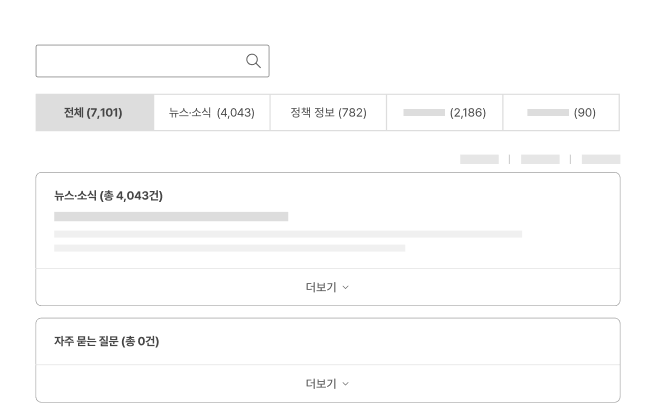 전체 (7,101)
뉴스·소식 (4,043)
정책 정보 (782)
(2,186)
(90)
뉴스·소식 (총 4,043건)
더보기
자주 묻는 질문 (총 0건)
더보기